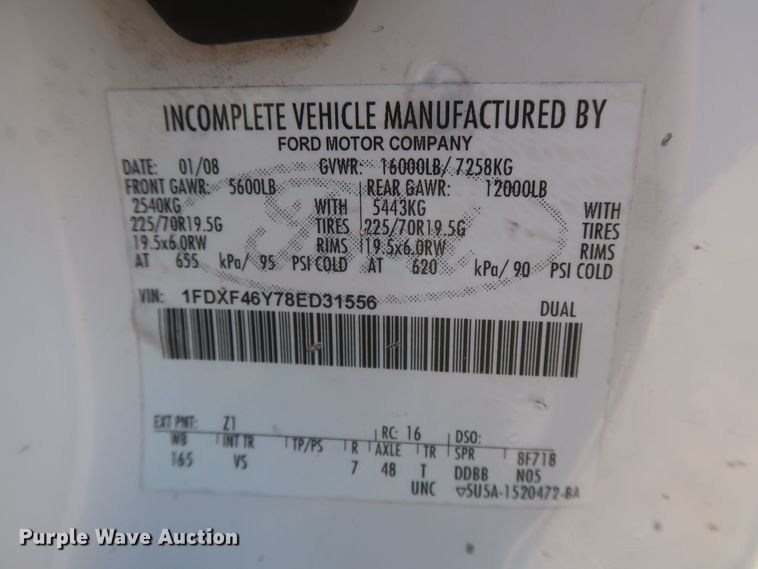 INCOMPLETE VEHICLE MANUFACTURED BY
FORD MOTOR COMPANY
DATE: 01/08 GVWR: 16000LB/ 7258KG
FRONT GAWR: 5600LB REAR GAWR: 12000LB
2540KG WITH 5443KG WITH
225/70R19.5G TIRES 225/70R19.5G TIRES
19.5x6.0RW RIMS 19.5x6.0RW RIMS
AT 655 kPa/ 95 PSI COLD AT 620 kPa/ 90 PSI COLD
VIN: 1FDXF46Y78ED31556 DUAL
EXT PNT: Z1 RC: 16 DSO:
WB INT TR TP/PS R AXLE TR SPR 8F718
165 VS 7 48 T DDBB N05
UNC ▽5U5A-1520472-BA
Purple Wave Auction